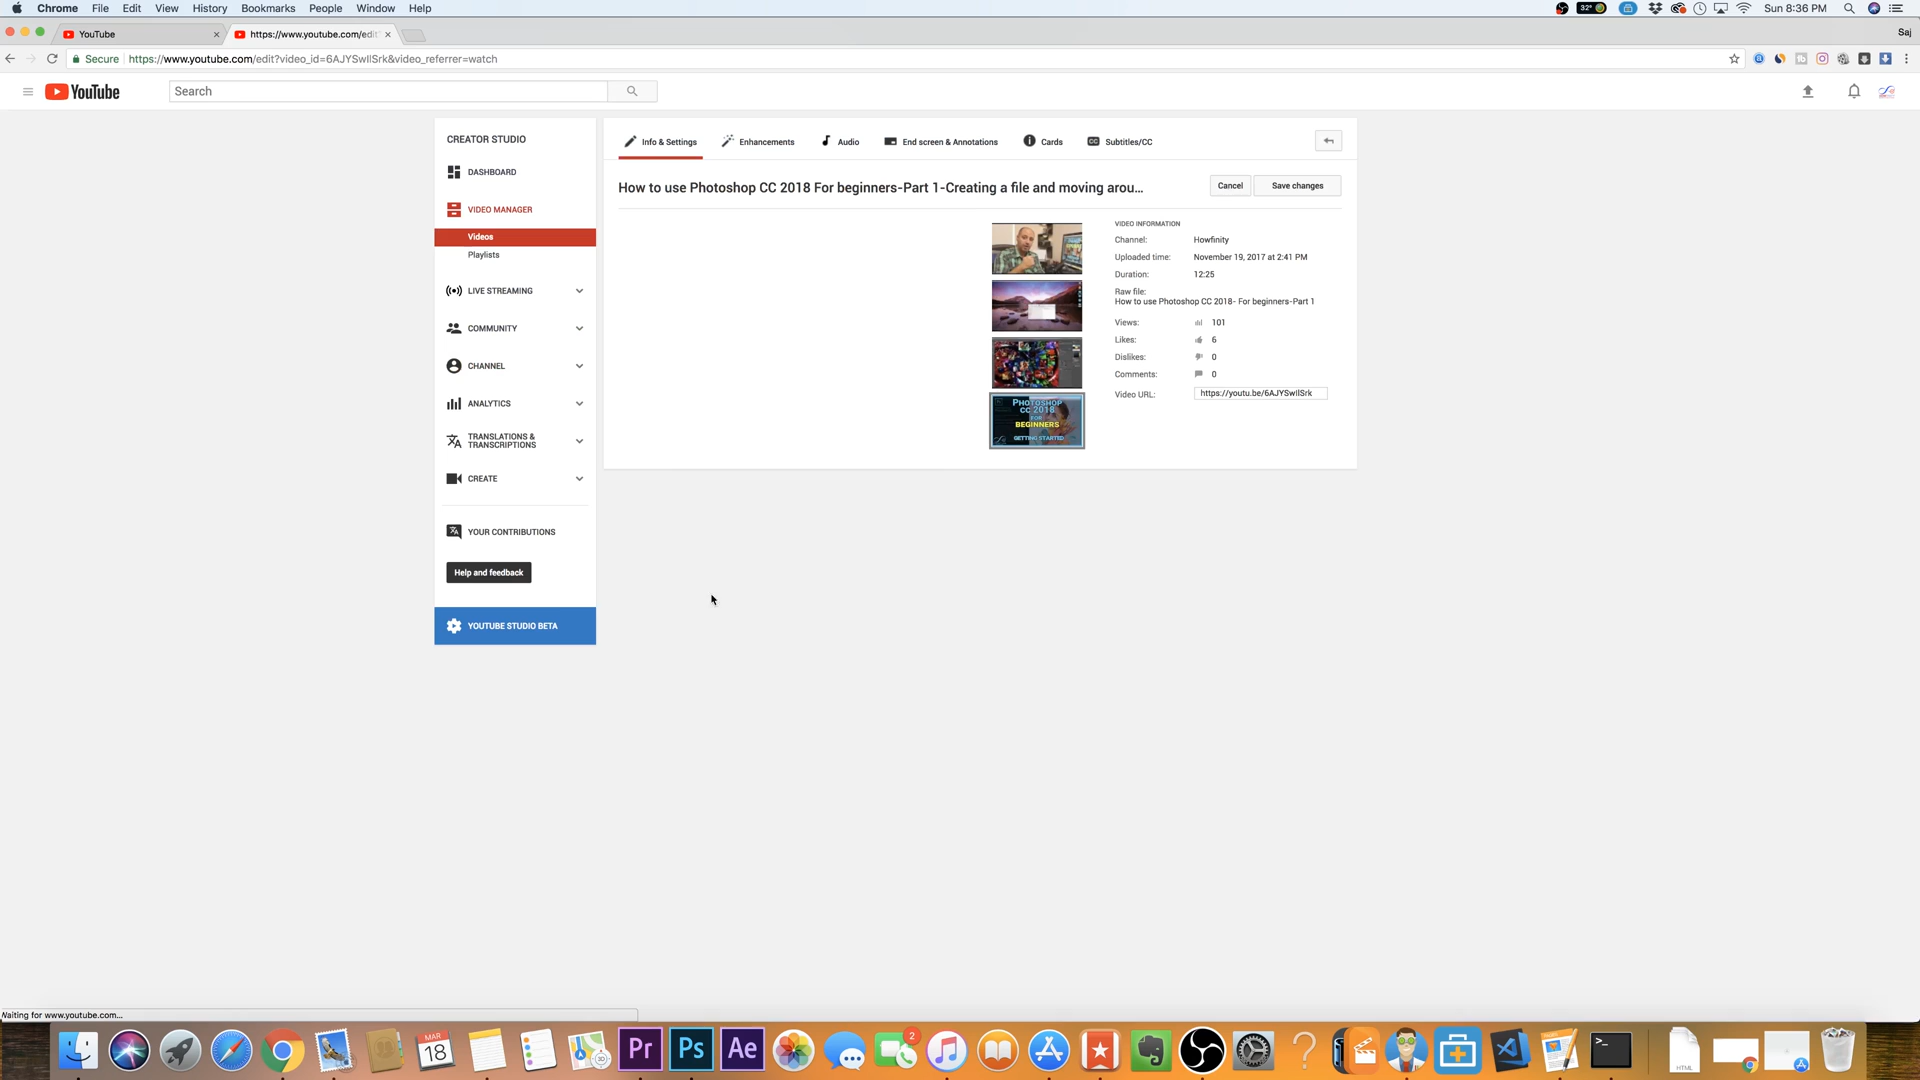 Chrome File Edit View History Bookmarks People Window Help
32° Sun 8:36 PM
YouTube × https://www.youtube.com/edit × Saj
Secure https://www.youtube.com/edit?video_id=6AJYSwIlSrk&video_referrer=watch
YouTube Search
CREATOR STUDIO
DASHBOARD
VIDEO MANAGER
Videos
Playlists
LIVE STREAMING
COMMUNITY
CHANNEL
ANALYTICS
TRANSLATIONS &
TRANSCRIPTIONS
CREATE
YOUR CONTRIBUTIONS
Help and feedback
YOUTUBE STUDIO BETA
Info & Settings Enhancements Audio End screen & Annotations Cards CC Subtitles/CC
How to use Photoshop CC 2018 For beginners-Part 1-Creating a file and moving arou...
Cancel Save changes
PHOTOSHOP
CC 2018
FOR
BEGINNERS
GETTING STARTED
VIDEO INFORMATION
Channel: Howfinity
Uploaded time: November 19, 2017 at 2:41 PM
Duration: 12:25
Raw file:
How to use Photoshop CC 2018- For beginners-Part 1
Views: 101
Likes: 6
Dislikes: 0
Comments: 0
Video URL: https://youtu.be/6AJYSwIlSrk
Waiting for www.youtube.com...
MAR
18
3D
Pr Ps Ae
2
>_
HTML